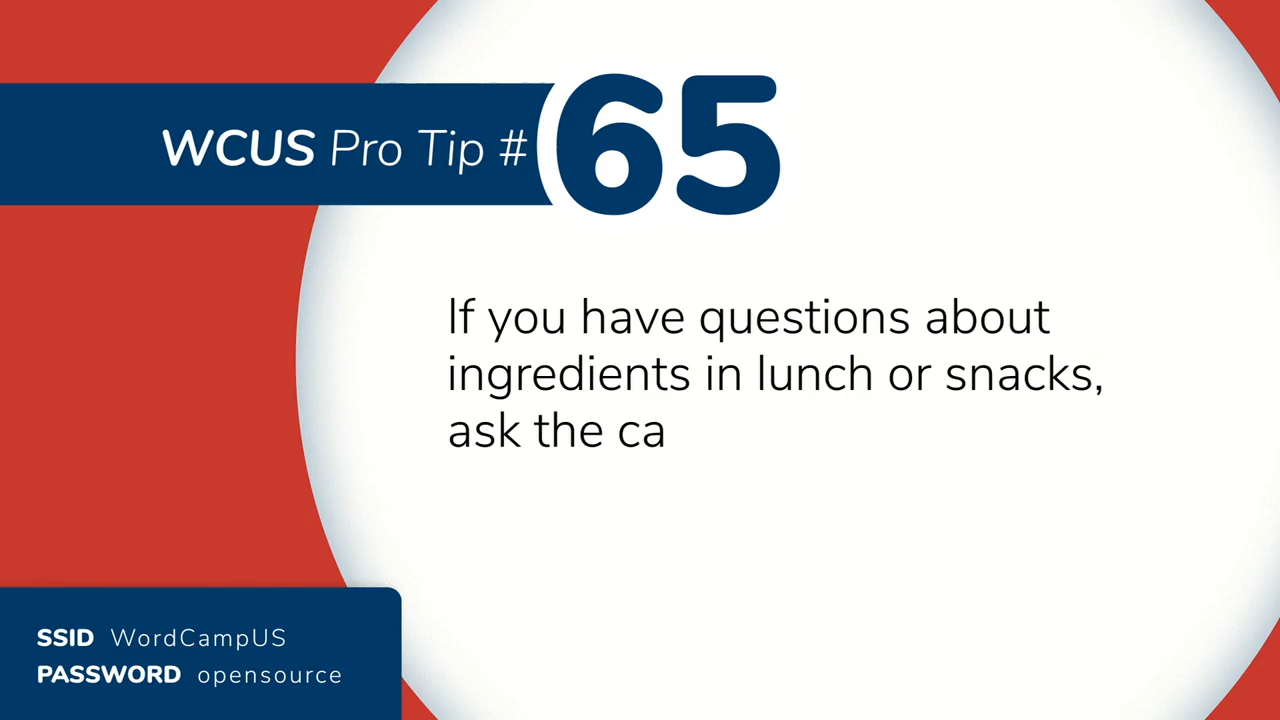 WCUS Pro Tip # 65
If you have questions about
ingredients in lunch or snacks,
ask the ca
SSID WordCampUS
PASSWORD opensource